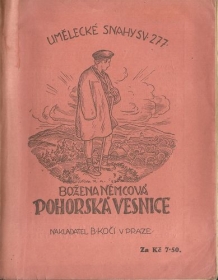 UMĚLECKÉ SNAHY SV. 277.
BOŽENA NĚMCOVÁ
POHORSKÁ VESNICE
NAKLADATEL B. KOČÍ V PRAZE.
Za Kč 7·50.